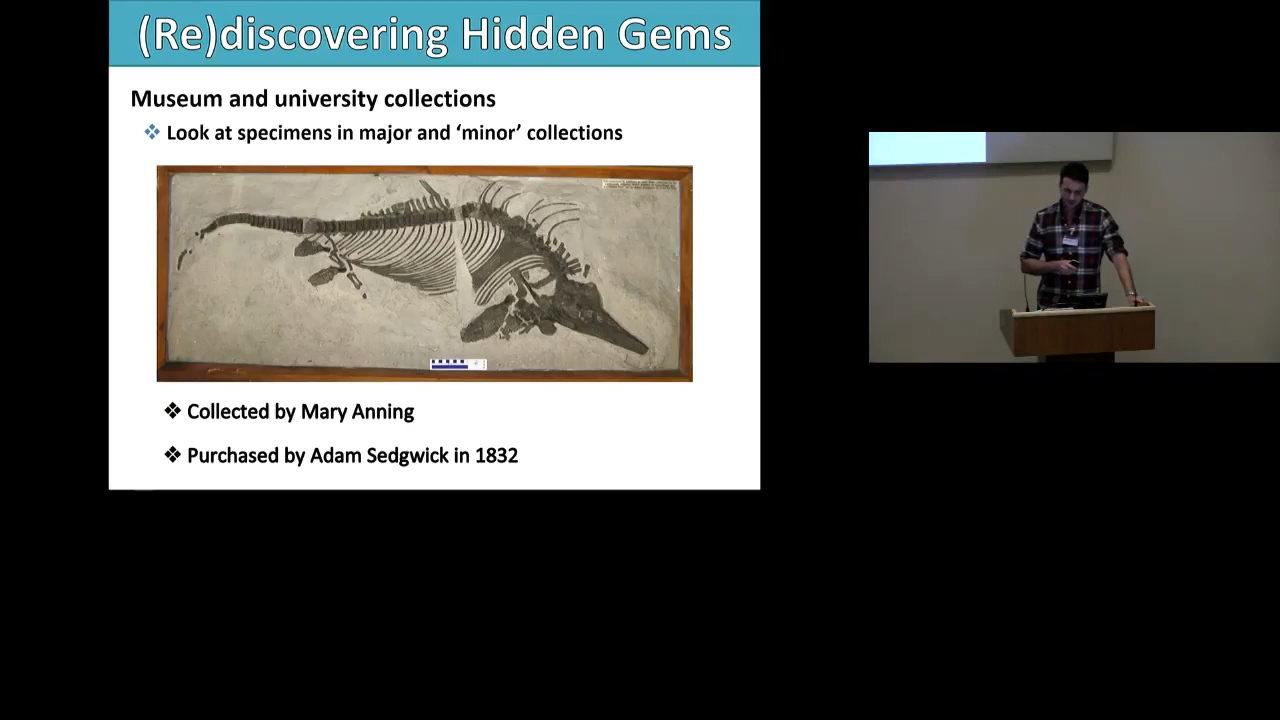 (Re)discovering Hidden Gems
Museum and university collections
❖ Look at specimens in major and ‘minor’ collections
❖ Collected by Mary Anning
❖ Purchased by Adam Sedgwick in 1832